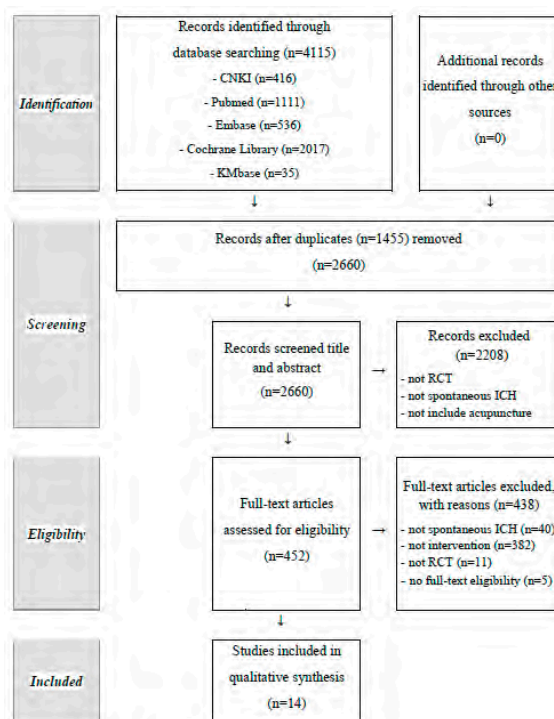 Identification
Records identified through
database searching (n=4115)
- CNKI (n=416)
- Pubmed (n=1111)
- Embase (n=536)
- Cochrane Library (n=2017)
- KMbase (n=35)
Additional records
identified through other
sources
(n=0)
↓
↓
Screening
Records after duplicates (n=1455) removed
(n=2660)
↓
Records screened title
and abstract
(n=2660)
→
Records excluded
(n=2208)
- not RCT
- not spontaneous ICH
- not include acupuncture
↓
Eligibility
Full-text articles
assessed for eligibility
(n=452)
→
Full-text articles excluded,
with reasons (n=438)
- not spontaneous ICH (n=40)
- not intervention (n=382)
- not RCT (n=11)
- no full-text eligibility (n=5)
↓
Included
Studies included in
qualitative synthesis
(n=14)